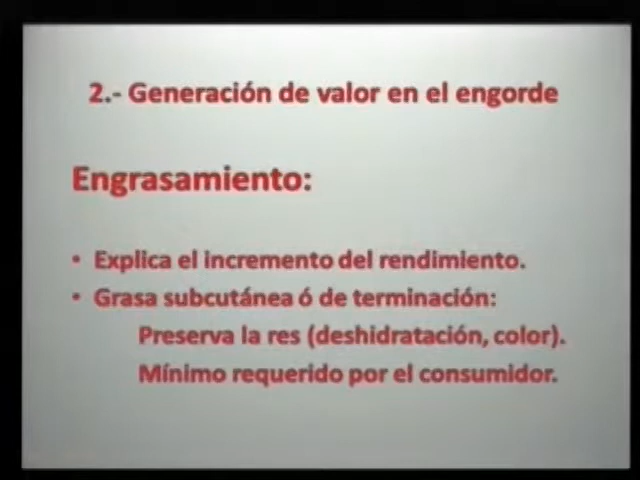 2.- Generación de valor en el engorde
Engrasamiento:
• Explica el incremento del rendimiento.
• Grasa subcutánea ó de terminación:
Preserva la res (deshidratación, color).
Mínimo requerido por el consumidor.